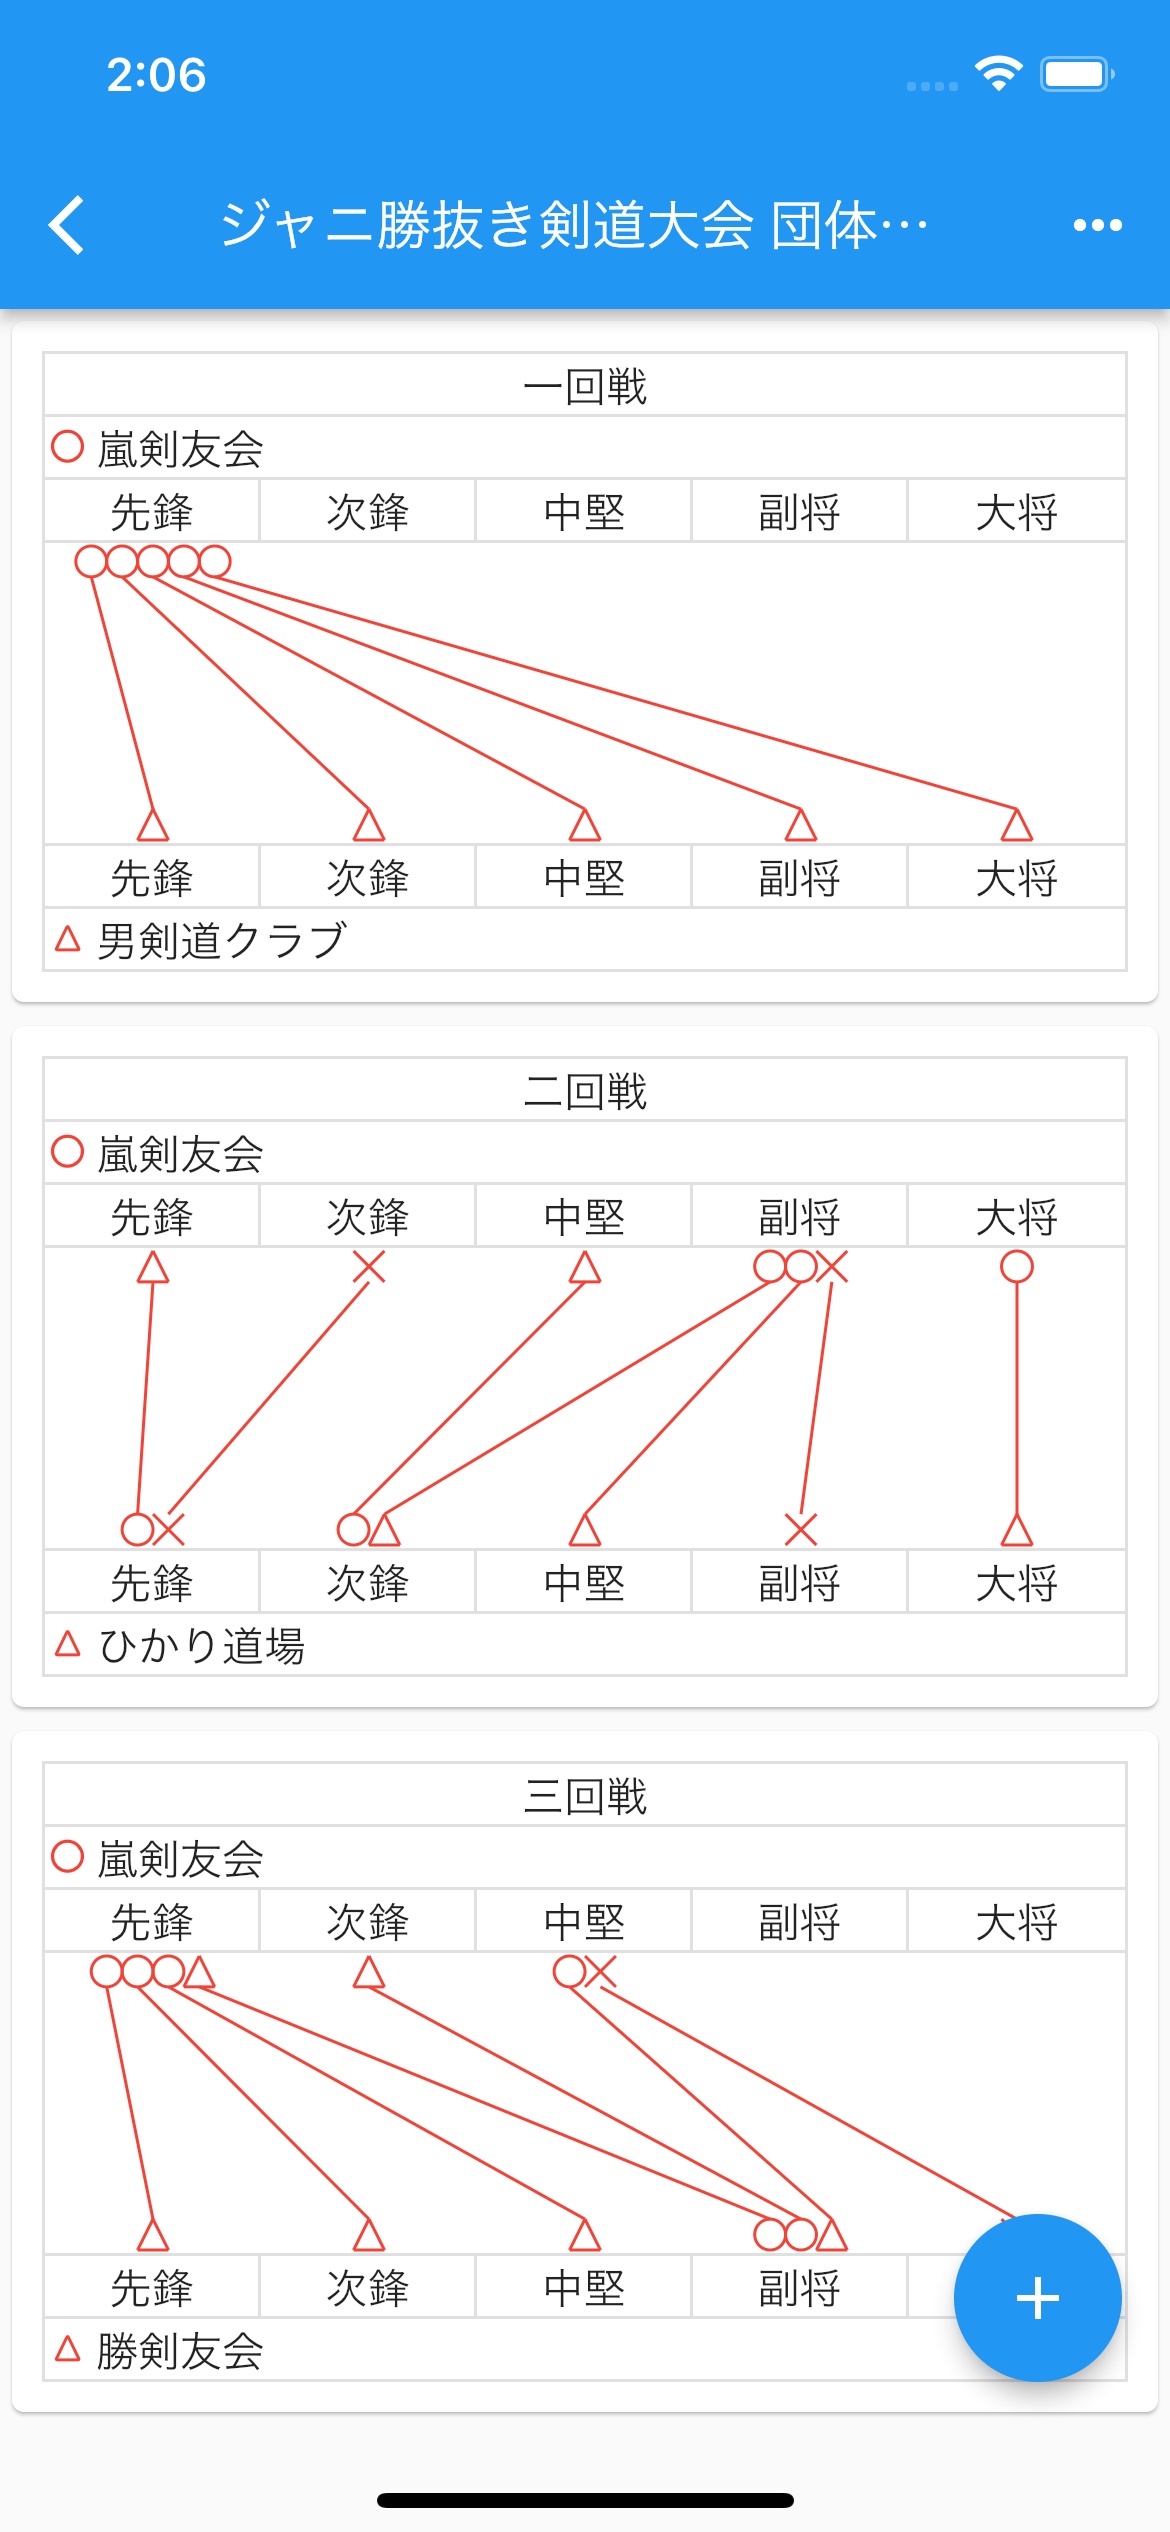 2:06
ジャニ勝抜き剣道大会 団体…
一回戦
○ 嵐剣友会
先鋒 次鋒 中堅 副将 大将
先鋒 次鋒 中堅 副将 大将
△ 男剣道クラブ
二回戦
○ 嵐剣友会
先鋒 次鋒 中堅 副将 大将
先鋒 次鋒 中堅 副将 大将
△ ひかり道場
三回戦
○ 嵐剣友会
先鋒 次鋒 中堅 副将 大将
先鋒 次鋒 中堅 副将
△ 勝剣友会